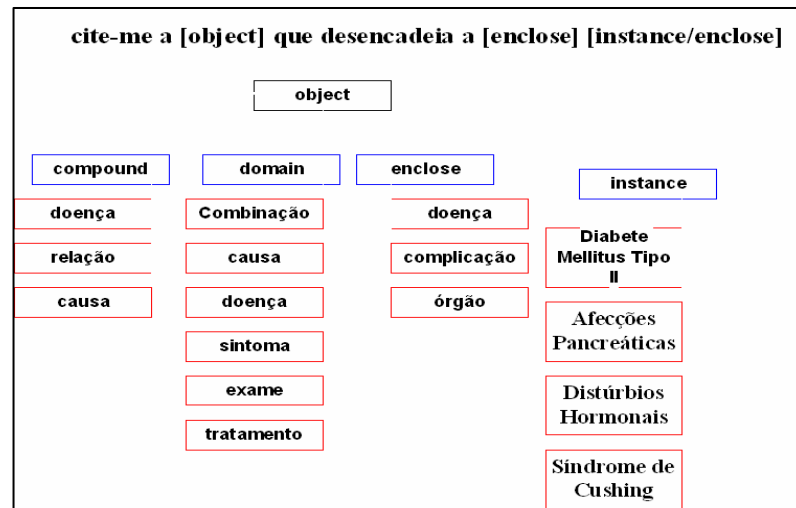 cite-me a [object] que desencadeia a [enclose] [instance/enclose]
object
compound
domain
enclose
instance
doença
relação
causa
Combinação
causa
doença
sintoma
exame
tratamento
doença
complicação
órgão
Diabete
Mellitus Tipo
II
Afecções
Pancreáticas
Distúrbios
Hormonais
Síndrome de
Cushing